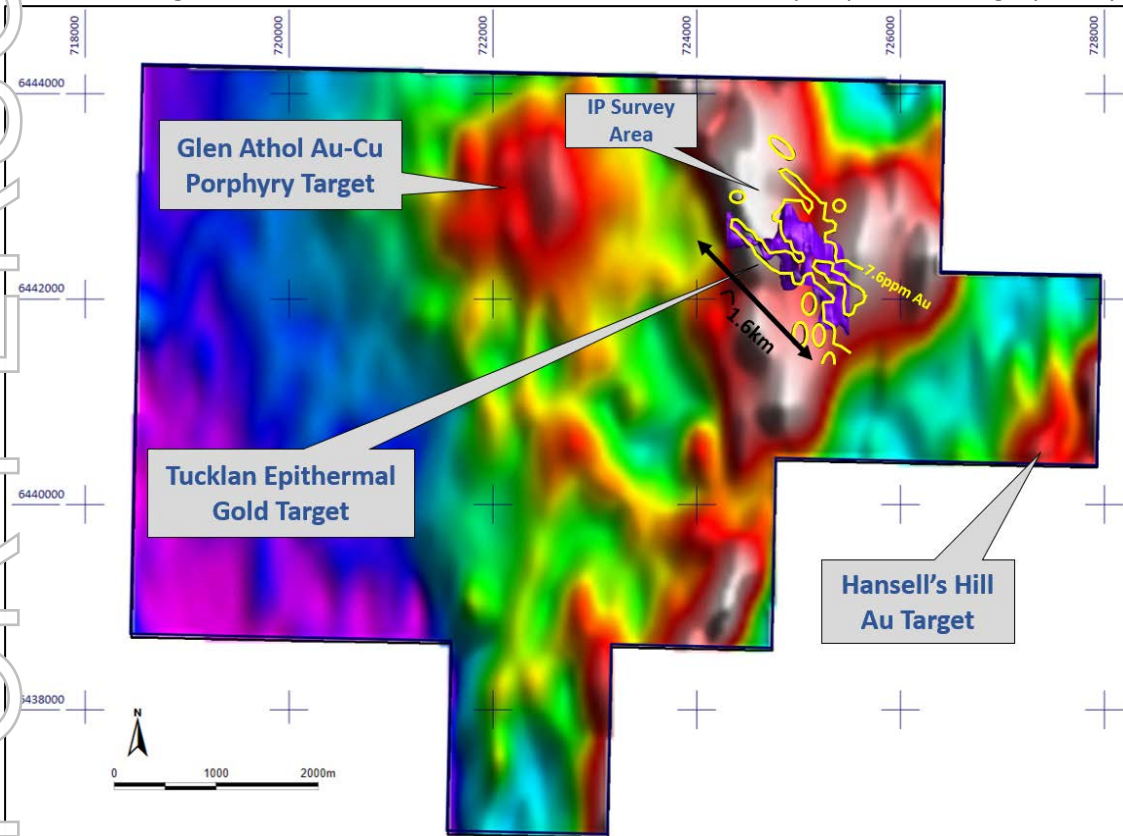 718000
720000
722000
724000
726000
728000
6444000
IP Survey
Area
Glen Athol Au-Cu
Porphyry Target
7.6ppm Au
6442000
1.6km
Tucklan Epithermal
Gold Target
6440000
Hansell's Hill
Au Target
6438000
N
0 1000 2000m